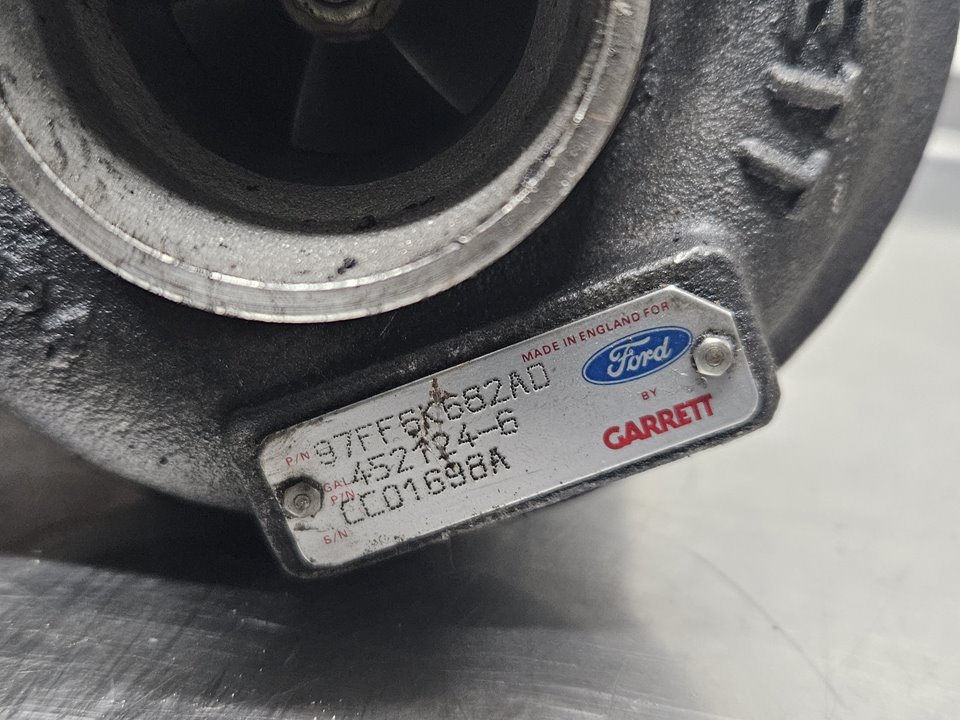 MADE IN ENGLAND FOR
Ford
BY
GARRETT
P/N 97FF6K682AD
GAL P/N 452124-6
S/N CC01698A